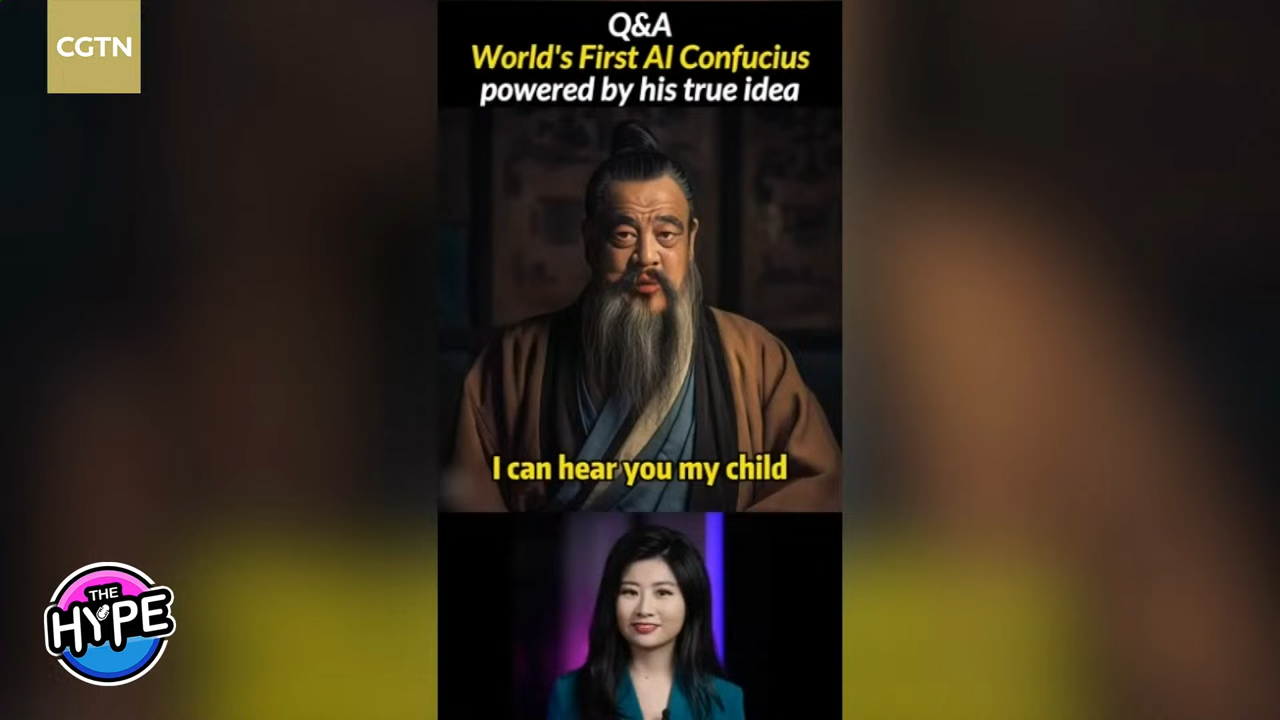 CGTN
Q&A
World's First AI Confucius
powered by his true idea
I can hear you my child
THE
HYPE